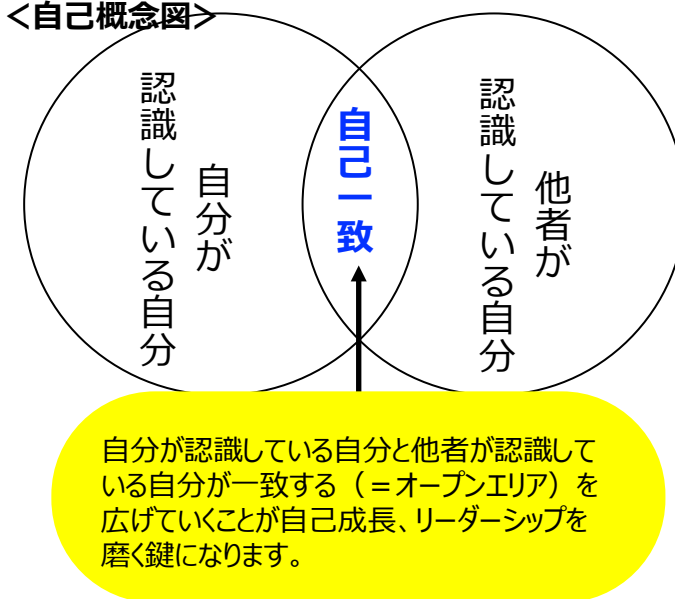 ＜自己概念図＞
自分が
認識している自分
自己一致
他者が
認識している自分
自分が認識している自分と他者が認識して
いる自分が一致する（＝オープンエリア）を
広げていくことが自己成長、リーダーシップを
磨く鍵になります。